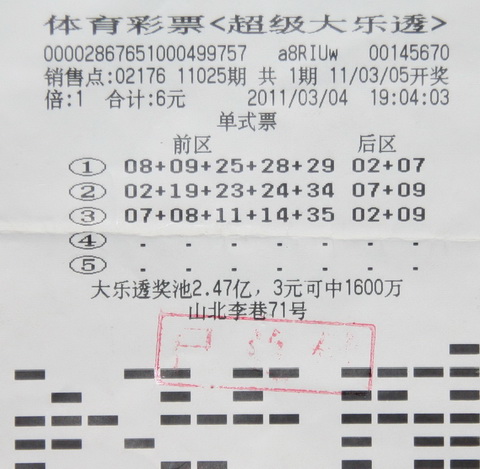 体育彩票<超级大乐透>
00002867651000499757 a8RIUw 00145670
销售点:02176 11025期 共1期 11/03/05开奖
倍:1 合计:6元 2011/03/04 19:04:03
单式票
前区 后区
① 08+09+25+28+29 02+07
② 02+19+23+24+34 07+09
③ 07+08+11+14+35 02+09
④ - - - - - - -
⑤ - - - - - - -
大乐透奖池2.47亿，3元可中1600万
山北李巷71号